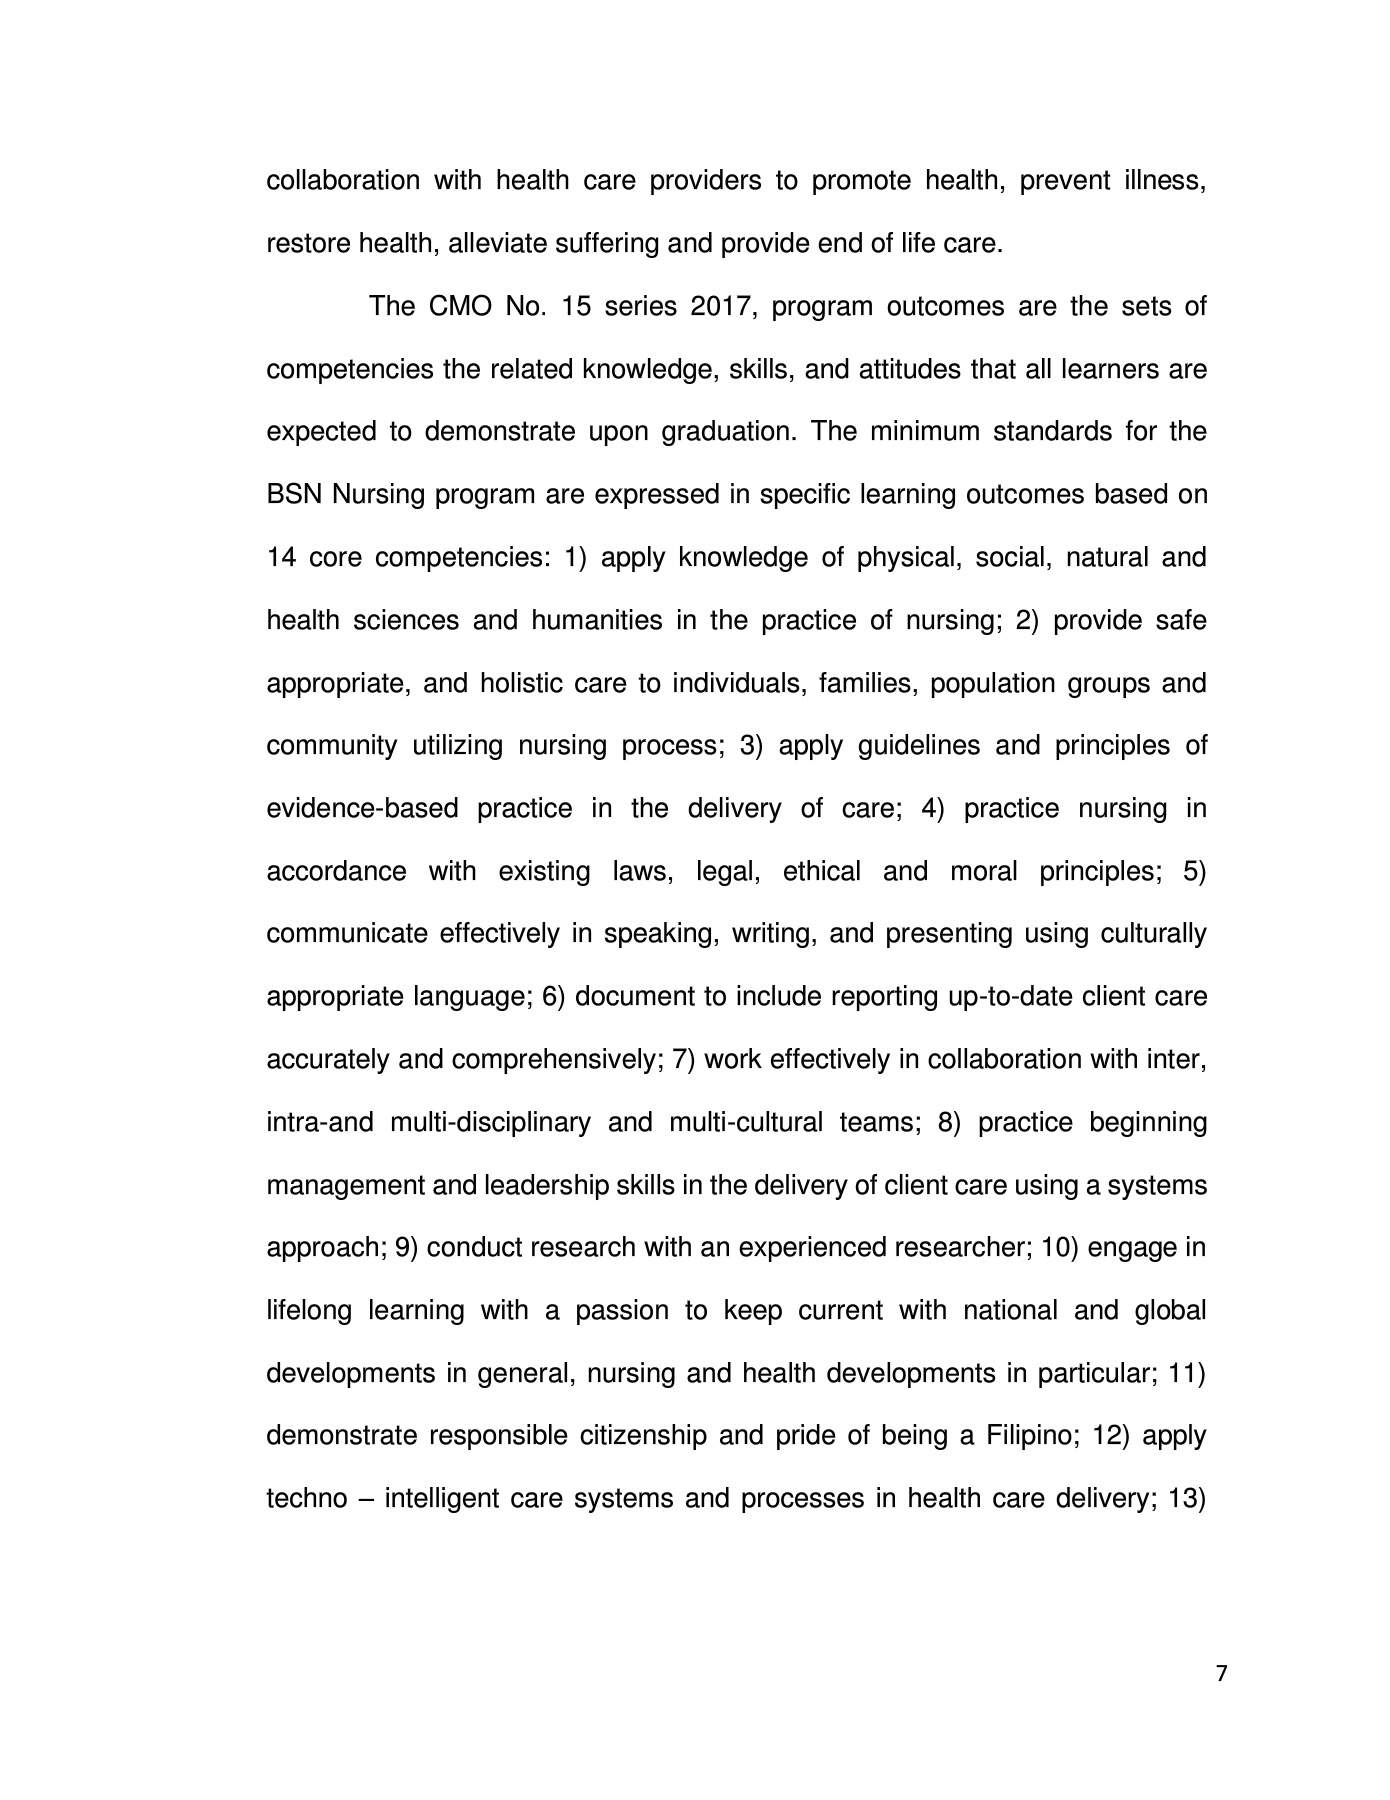 collaboration with health care providers to promote health, prevent illness,
restore health, alleviate suffering and provide end of life care.
The CMO No. 15 series 2017, program outcomes are the sets of
competencies the related knowledge, skills, and attitudes that all learners are
expected to demonstrate upon graduation. The minimum standards for the
BSN Nursing program are expressed in specific learning outcomes based on
14 core competencies: 1) apply knowledge of physical, social, natural and
health sciences and humanities in the practice of nursing; 2) provide safe
appropriate, and holistic care to individuals, families, population groups and
community utilizing nursing process; 3) apply guidelines and principles of
evidence-based practice in the delivery of care; 4) practice nursing in
accordance with existing laws, legal, ethical and moral principles; 5)
communicate effectively in speaking, writing, and presenting using culturally
appropriate language; 6) document to include reporting up-to-date client care
accurately and comprehensively; 7) work effectively in collaboration with inter,
intra-and multi-disciplinary and multi-cultural teams; 8) practice beginning
management and leadership skills in the delivery of client care using a systems
approach; 9) conduct research with an experienced researcher; 10) engage in
lifelong learning with a passion to keep current with national and global
developments in general, nursing and health developments in particular; 11)
demonstrate responsible citizenship and pride of being a Filipino; 12) apply
techno – intelligent care systems and processes in health care delivery; 13)
7